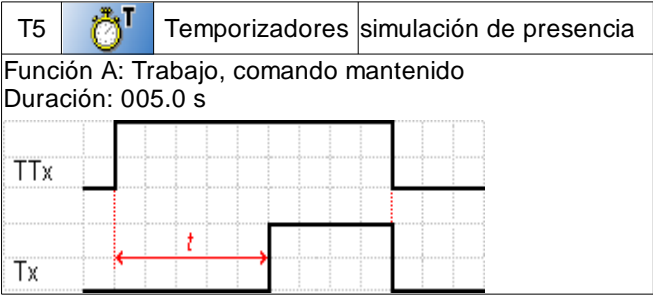 T5 T Temporizadores simulación de presencia
Función A: Trabajo, comando mantenido
Duración: 005.0 s
TTx
t
Tx